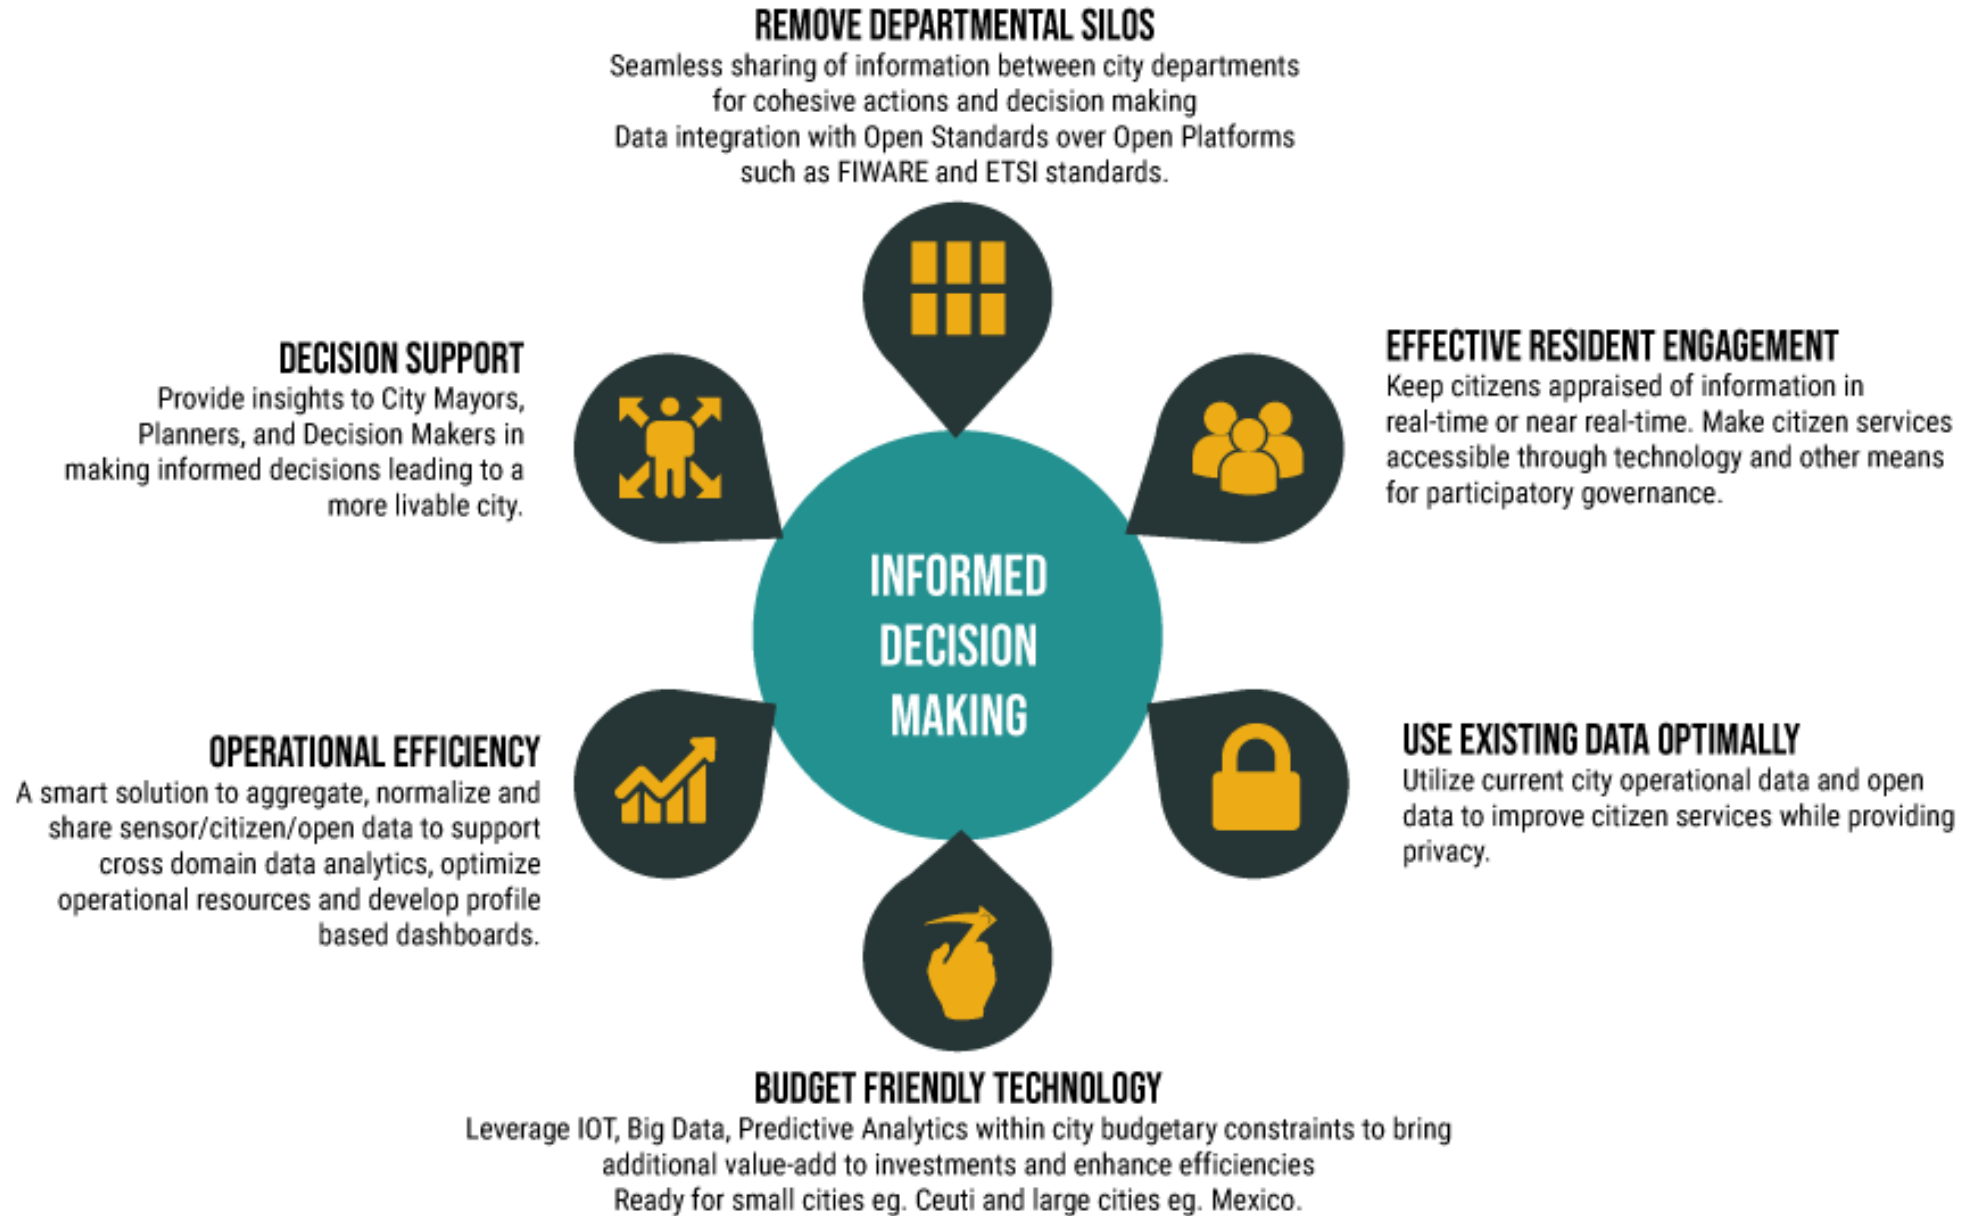 REMOVE DEPARTMENTAL SILOS
Seamless sharing of information between city departments
for cohesive actions and decision making
Data integration with Open Standards over Open Platforms
such as FIWARE and ETSI standards.
DECISION SUPPORT
Provide insights to City Mayors,
Planners, and Decision Makers in
making informed decisions leading to a
more livable city.
EFFECTIVE RESIDENT ENGAGEMENT
Keep citizens appraised of information in
real-time or near real-time. Make citizen services
accessible through technology and other means
for participatory governance.
INFORMED
DECISION
MAKING
OPERATIONAL EFFICIENCY
A smart solution to aggregate, normalize and
share sensor/citizen/open data to support
cross domain data analytics, optimize
operational resources and develop profile
based dashboards.
USE EXISTING DATA OPTIMALLY
Utilize current city operational data and open
data to improve citizen services while providing
privacy.
BUDGET FRIENDLY TECHNOLOGY
Leverage IOT, Big Data, Predictive Analytics within city budgetary constraints to bring
additional value-add to investments and enhance efficiencies
Ready for small cities eg. Ceuti and large cities eg. Mexico.